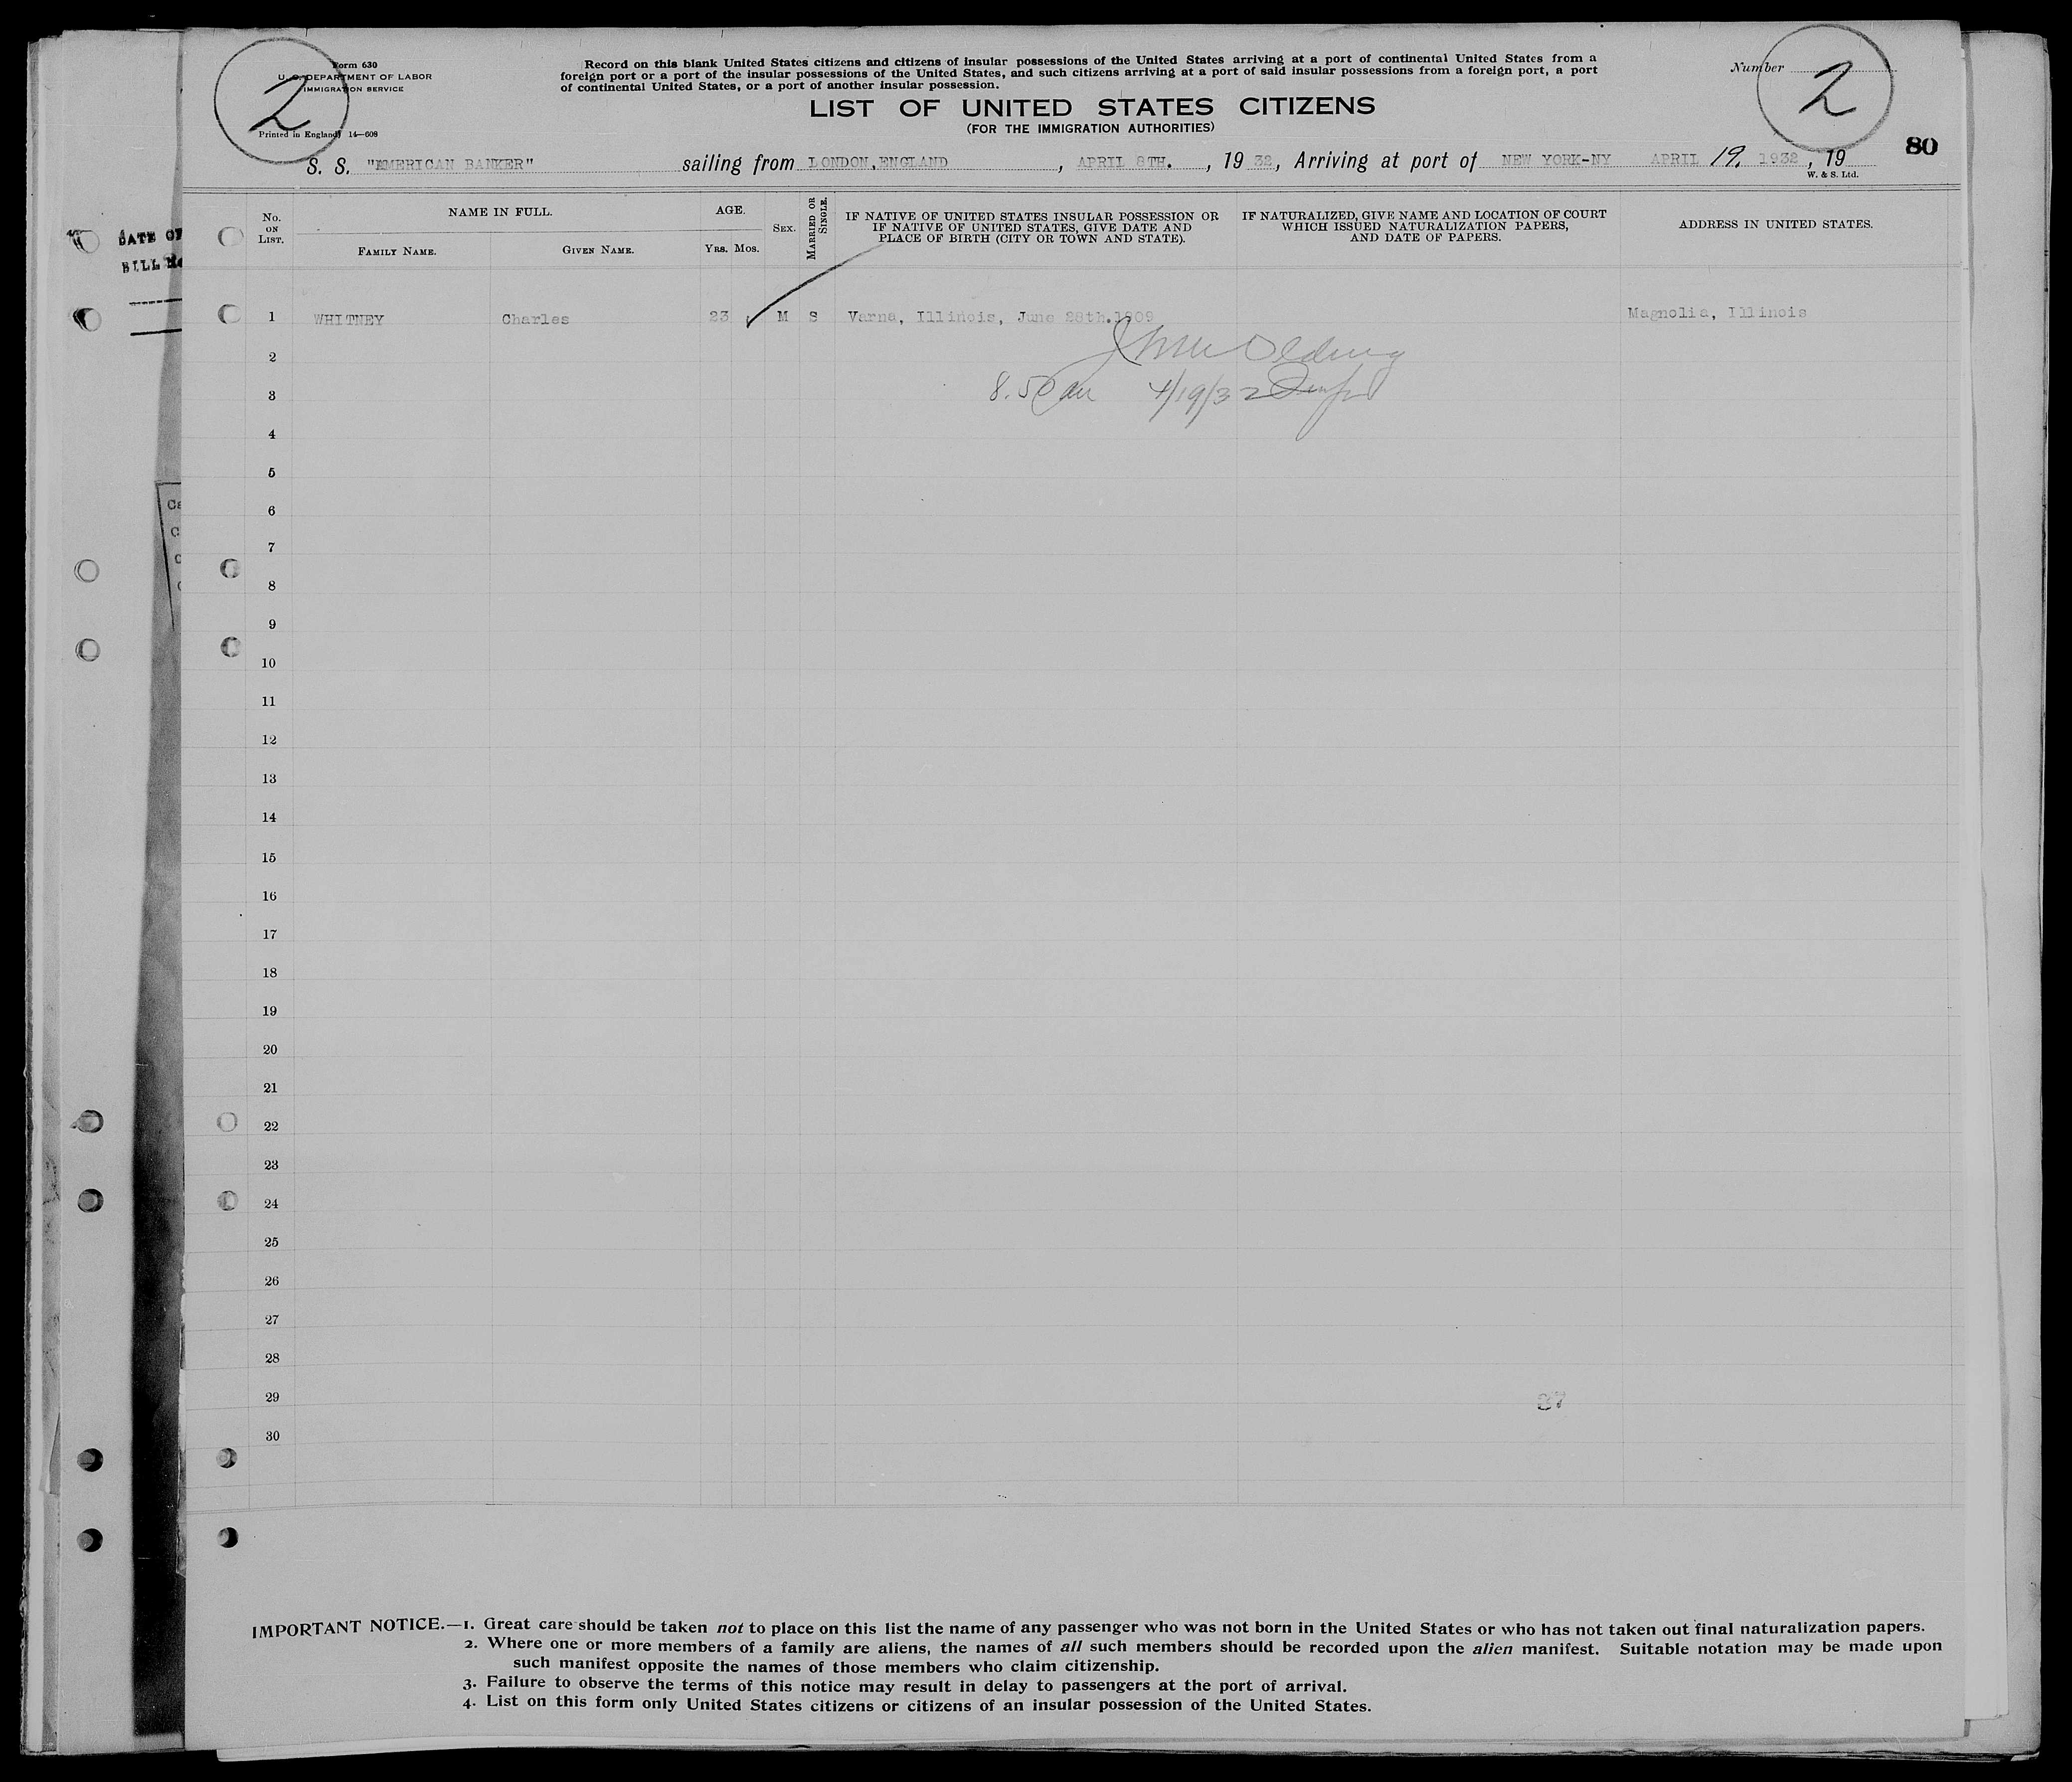 Form 630
U. S. DEPARTMENT OF LABOR
IMMIGRATION SERVICE
2
Printed in England 14—608
Record on this blank United States citizens and citizens of insular possessions of the United States arriving at a port of continental United States from a
foreign port or a port of the insular possessions of the United States, and such citizens arriving at a port of said insular possessions from a foreign port, a port
of continental United States, or a port of another insular possession.
Number
2
LIST OF UNITED STATES CITIZENS
(FOR THE IMMIGRATION AUTHORITIES)
80
S. S. "AMERICAN BANKER" sailing from LONDON,ENGLAND , APRIL 8TH. , 19 32, Arriving at port of NEW YORK-NY APRIL 19, 1932 , 19
W. & S. Ltd.
DATE OF
BILL
No. ON LIST.
NAME IN FULL.
FAMILY NAME.
GIVEN NAME.
AGE.
YRS. MOS.
SEX.
MARRIED OR SINGLE.
IF NATIVE OF UNITED STATES INSULAR POSSESSION OR
IF NATIVE OF UNITED STATES, GIVE DATE AND
PLACE OF BIRTH (CITY OR TOWN AND STATE).
IF NATURALIZED, GIVE NAME AND LOCATION OF COURT
WHICH ISSUED NATURALIZATION PAPERS,
AND DATE OF PAPERS.
ADDRESS IN UNITED STATES.
1 WHITNEY Charles 23 M S Varna, Illinois, June 28th.1909 Magnolia, Illinois
2
3 4/19/32
4
5
6
7
8
9
10
11
12
13
14
15
16
17
18
19
20
21
22
23
24
25
26
27
28
29 87
30
IMPORTANT NOTICE.—1. Great care should be taken not to place on this list the name of any passenger who was not born in the United States or who has not taken out final naturalization papers.
2. Where one or more members of a family are aliens, the names of all such members should be recorded upon the alien manifest. Suitable notation may be made upon
such manifest opposite the names of those members who claim citizenship.
3. Failure to observe the terms of this notice may result in delay to passengers at the port of arrival.
4. List on this form only United States citizens or citizens of an insular possession of the United States.